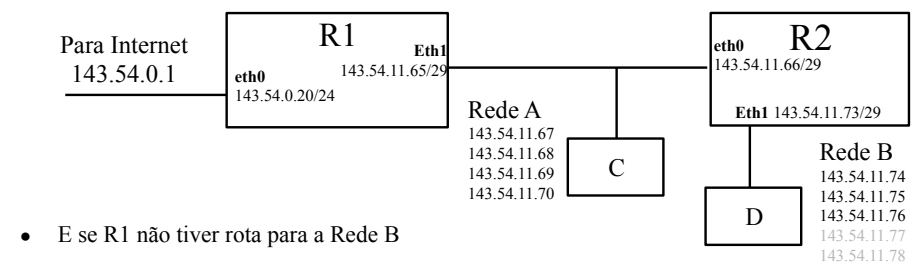 Para Internet
143.54.0.1
R1
Eth1
143.54.11.65/29
eth0
143.54.0.20/24
R2
eth0
143.54.11.66/29
Eth1 143.54.11.73/29
Rede A
143.54.11.67
143.54.11.68
143.54.11.69
143.54.11.70
C
D
Rede B
143.54.11.74
143.54.11.75
143.54.11.76
143.54.11.77
143.54.11.78
• E se R1 não tiver rota para a Rede B